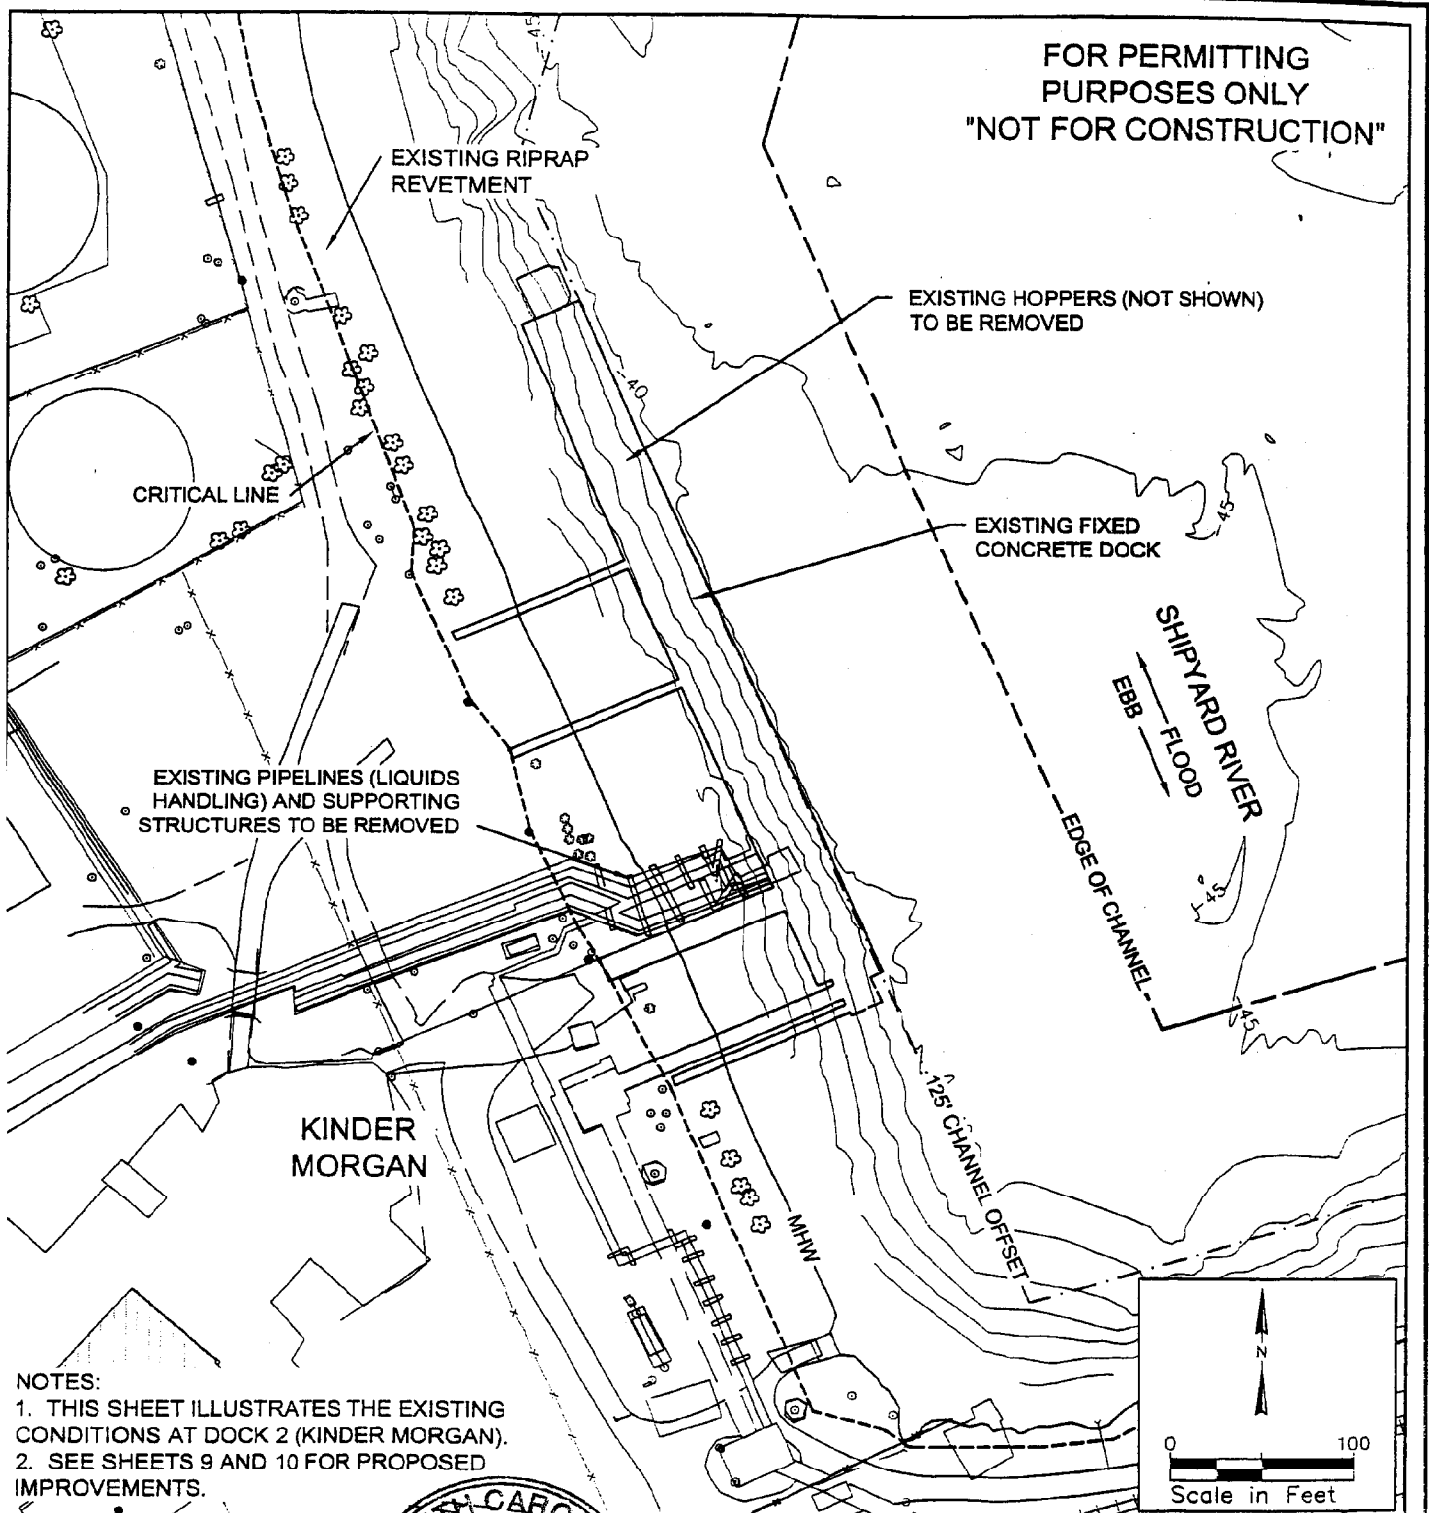 FOR PERMITTING
PURPOSES ONLY
"NOT FOR CONSTRUCTION"
45
EXISTING RIPRAP
REVETMENT
EXISTING HOPPERS (NOT SHOWN)
TO BE REMOVED
40
CRITICAL LINE
45
EXISTING FIXED
CONCRETE DOCK
SHIPYARD RIVER
FLOOD
EBB
EXISTING PIPELINES (LIQUIDS
HANDLING) AND SUPPORTING
STRUCTURES TO BE REMOVED
EDGE OF CHANNEL
45
45
125' CHANNEL OFFSET
KINDER
MORGAN
MHW
N
0 100
Scale in Feet
NOTES:
1. THIS SHEET ILLUSTRATES THE EXISTING
CONDITIONS AT DOCK 2 (KINDER MORGAN).
2. SEE SHEETS 9 AND 10 FOR PROPOSED
IMPROVEMENTS.